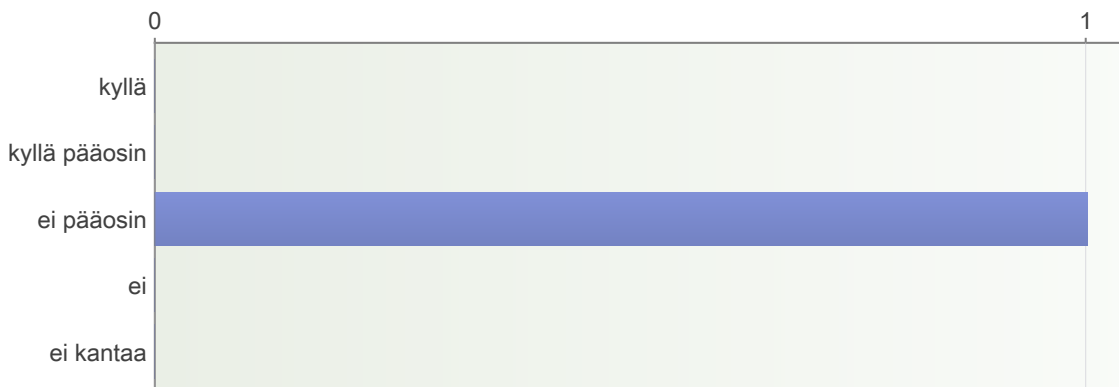 0 1
kyllä
kyllä pääosin
ei pääosin
ei
ei kantaa